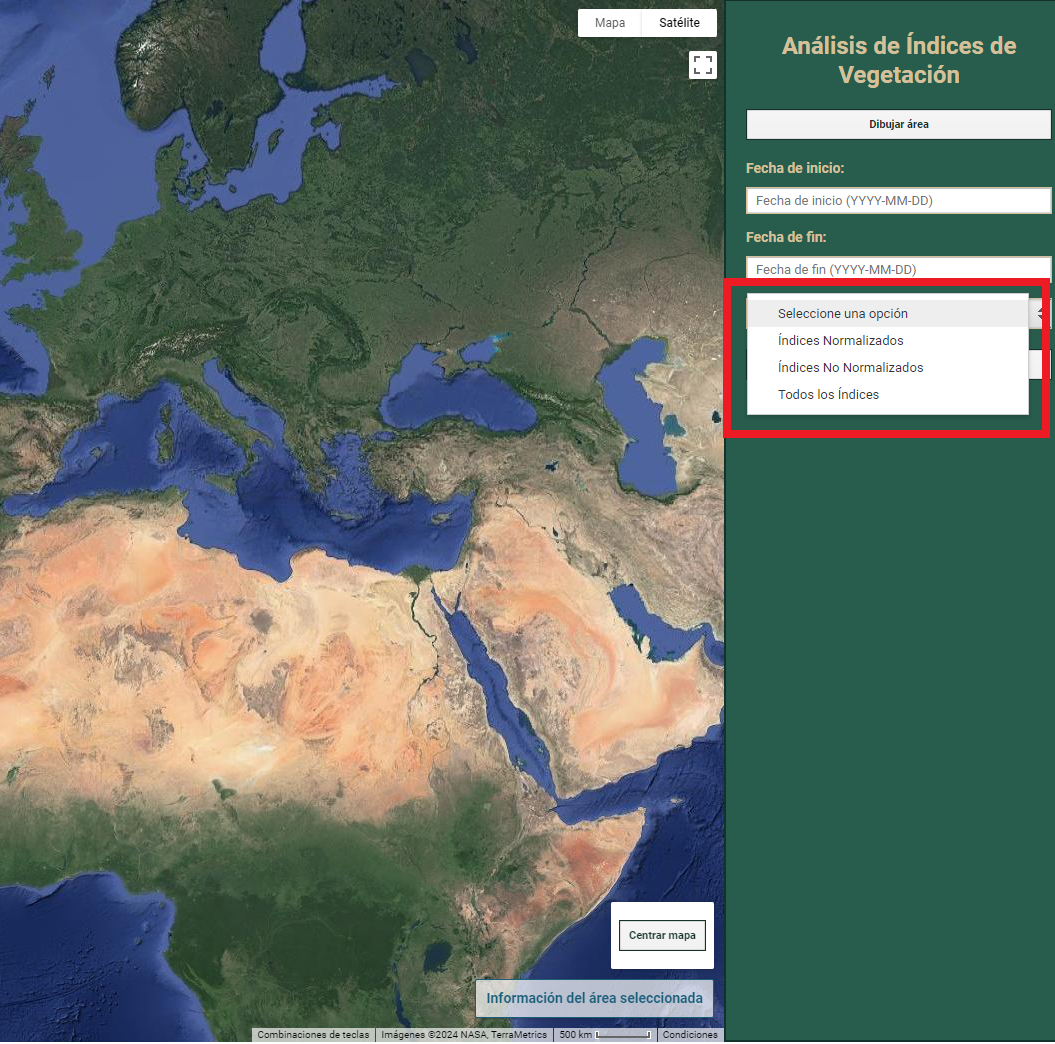 Mapa
Satélite
Análisis de Índices de
Vegetación
Dibujar área
Fecha de inicio:
Fecha de inicio (YYYY-MM-DD)
Fecha de fin:
Fecha de fin (YYYY-MM-DD)
Seleccione una opción
Índices Normalizados
Índices No Normalizados
Todos los Índices
Centrar mapa
Información del área seleccionada
Combinaciones de teclas
Imágenes ©2024 NASA, TerraMetrics
500 km
Condiciones